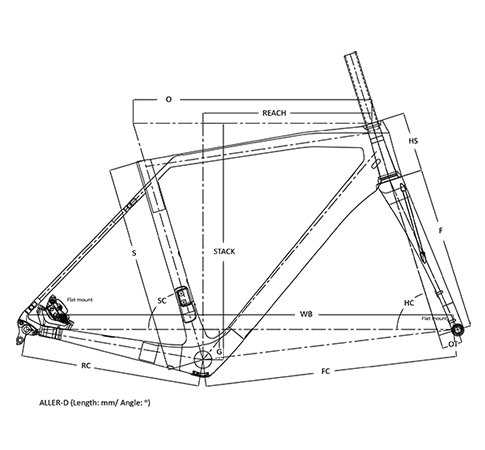 O
REACH
HS
STACK
S
F
Flat mount
SC
HC
WB
Flat mount
G
OT
RC
FC
ALLER-D (Length: mm/ Angle: °)